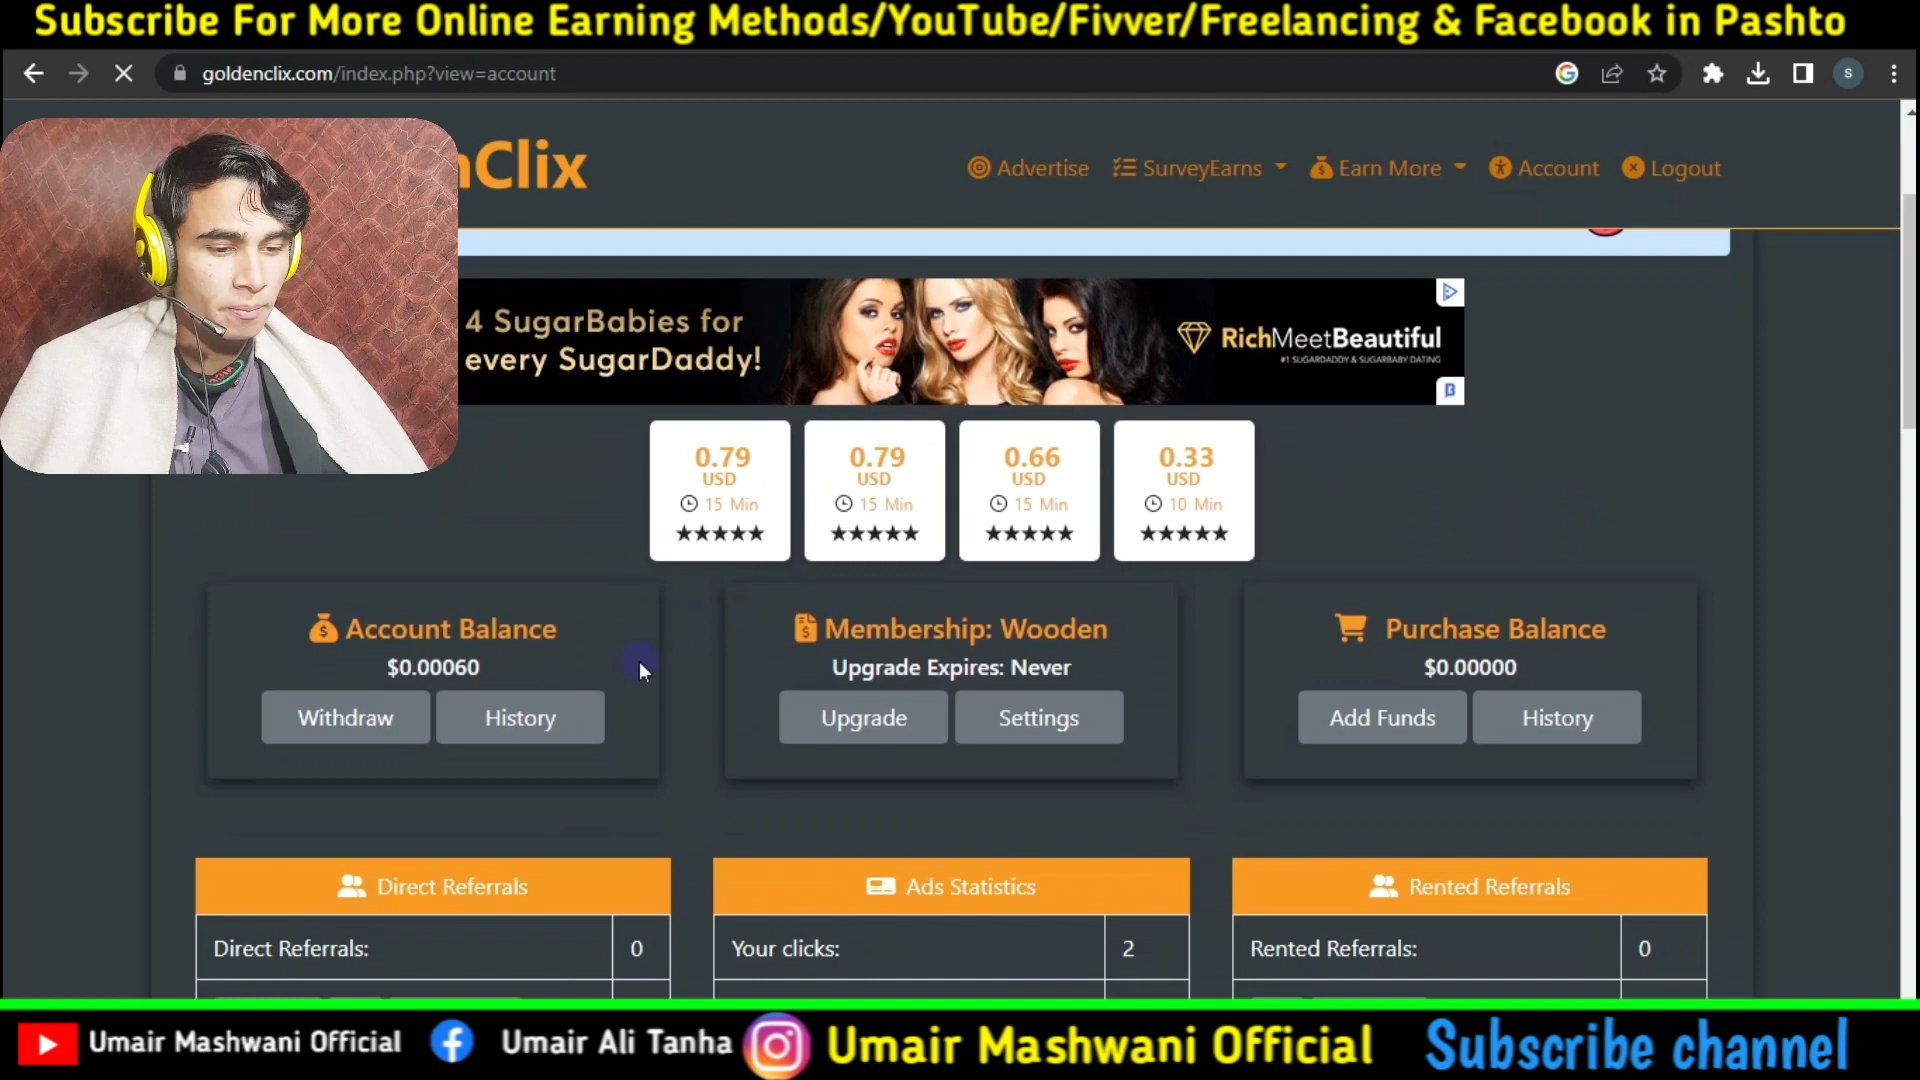 Subscribe For More Online Earning Methods/YouTube/Fivver/Freelancing & Facebook in Pashto
goldenclix.com/index.php?view=account
S
nClix
Advertise
SurveyEarns
Earn More
Account
Logout
4 SugarBabies for
every SugarDaddy!
RichMeetBeautiful
#1 SUGARDADDY & SUGARBABY DATING
0.79
USD
15 Min
0.79
USD
15 Min
0.66
USD
15 Min
0.33
USD
10 Min
Account Balance
$0.00060
Withdraw
History
Membership: Wooden
Upgrade Expires: Never
Upgrade
Settings
Purchase Balance
$0.00000
Add Funds
History
Direct Referrals
Direct Referrals: 0
Ads Statistics
Your clicks: 2
Rented Referrals
Rented Referrals: 0
Umair Mashwani Official
Umair Ali Tanha
Umair Mashwani Official
Subscribe channel